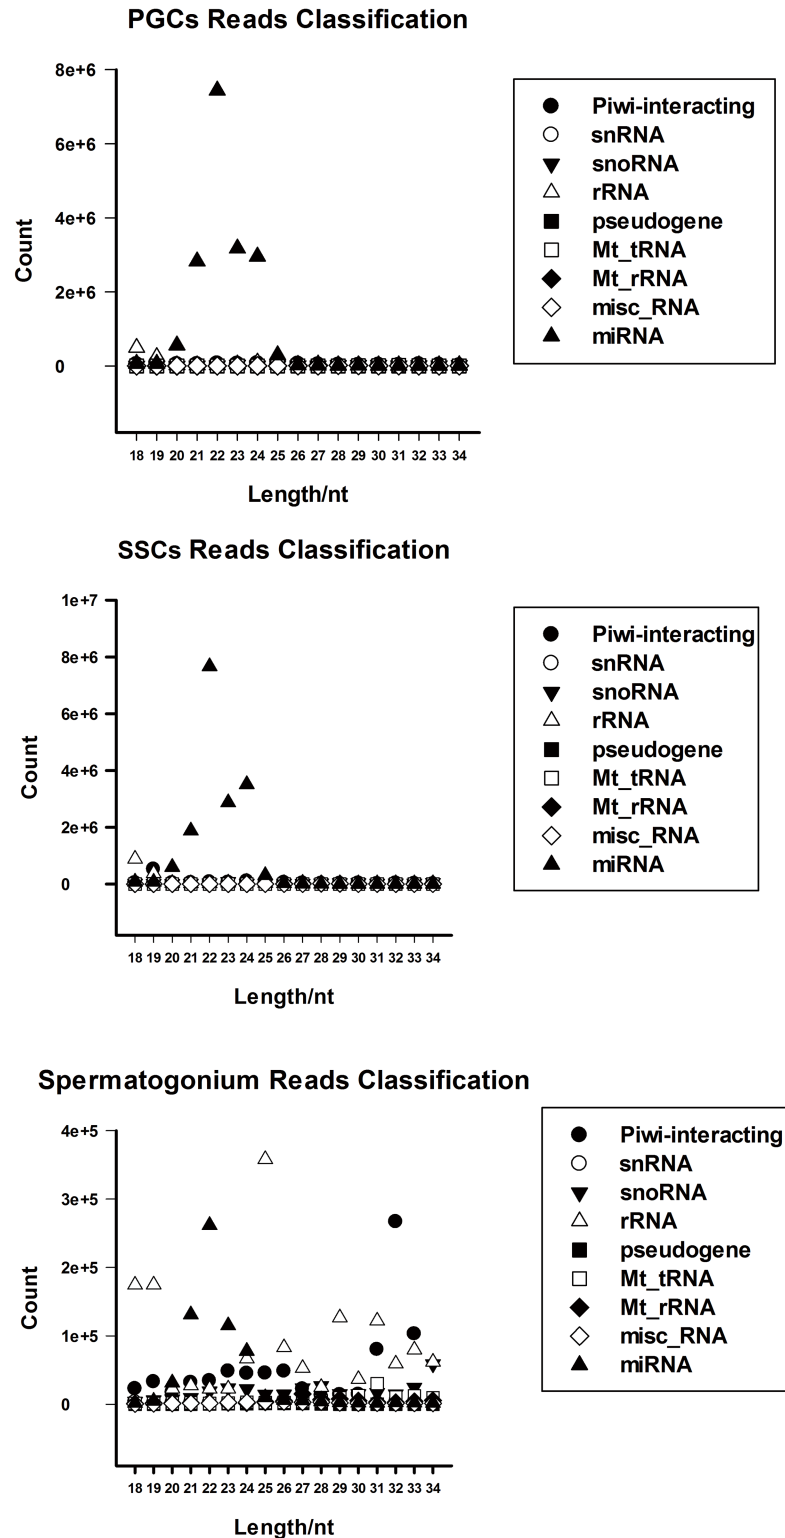 PGCs Reads Classification
8e+6
6e+6
4e+6
2e+6
0
Count
18 19 20 21 22 23 24 25 26 27 28 29 30 31 32 33 34
Length/nt
Piwi-interacting
snRNA
snoRNA
rRNA
pseudogene
Mt_tRNA
Mt_rRNA
misc_RNA
miRNA
SSCs Reads Classification
1e+7
8e+6
6e+6
4e+6
2e+6
0
Count
18 19 20 21 22 23 24 25 26 27 28 29 30 31 32 33 34
Length/nt
Piwi-interacting
snRNA
snoRNA
rRNA
pseudogene
Mt_tRNA
Mt_rRNA
misc_RNA
miRNA
Spermatogonium Reads Classification
4e+5
3e+5
2e+5
1e+5
0
Count
18 19 20 21 22 23 24 25 26 27 28 29 30 31 32 33 34
Length/nt
Piwi-interacting
snRNA
snoRNA
rRNA
pseudogene
Mt_tRNA
Mt_rRNA
misc_RNA
miRNA